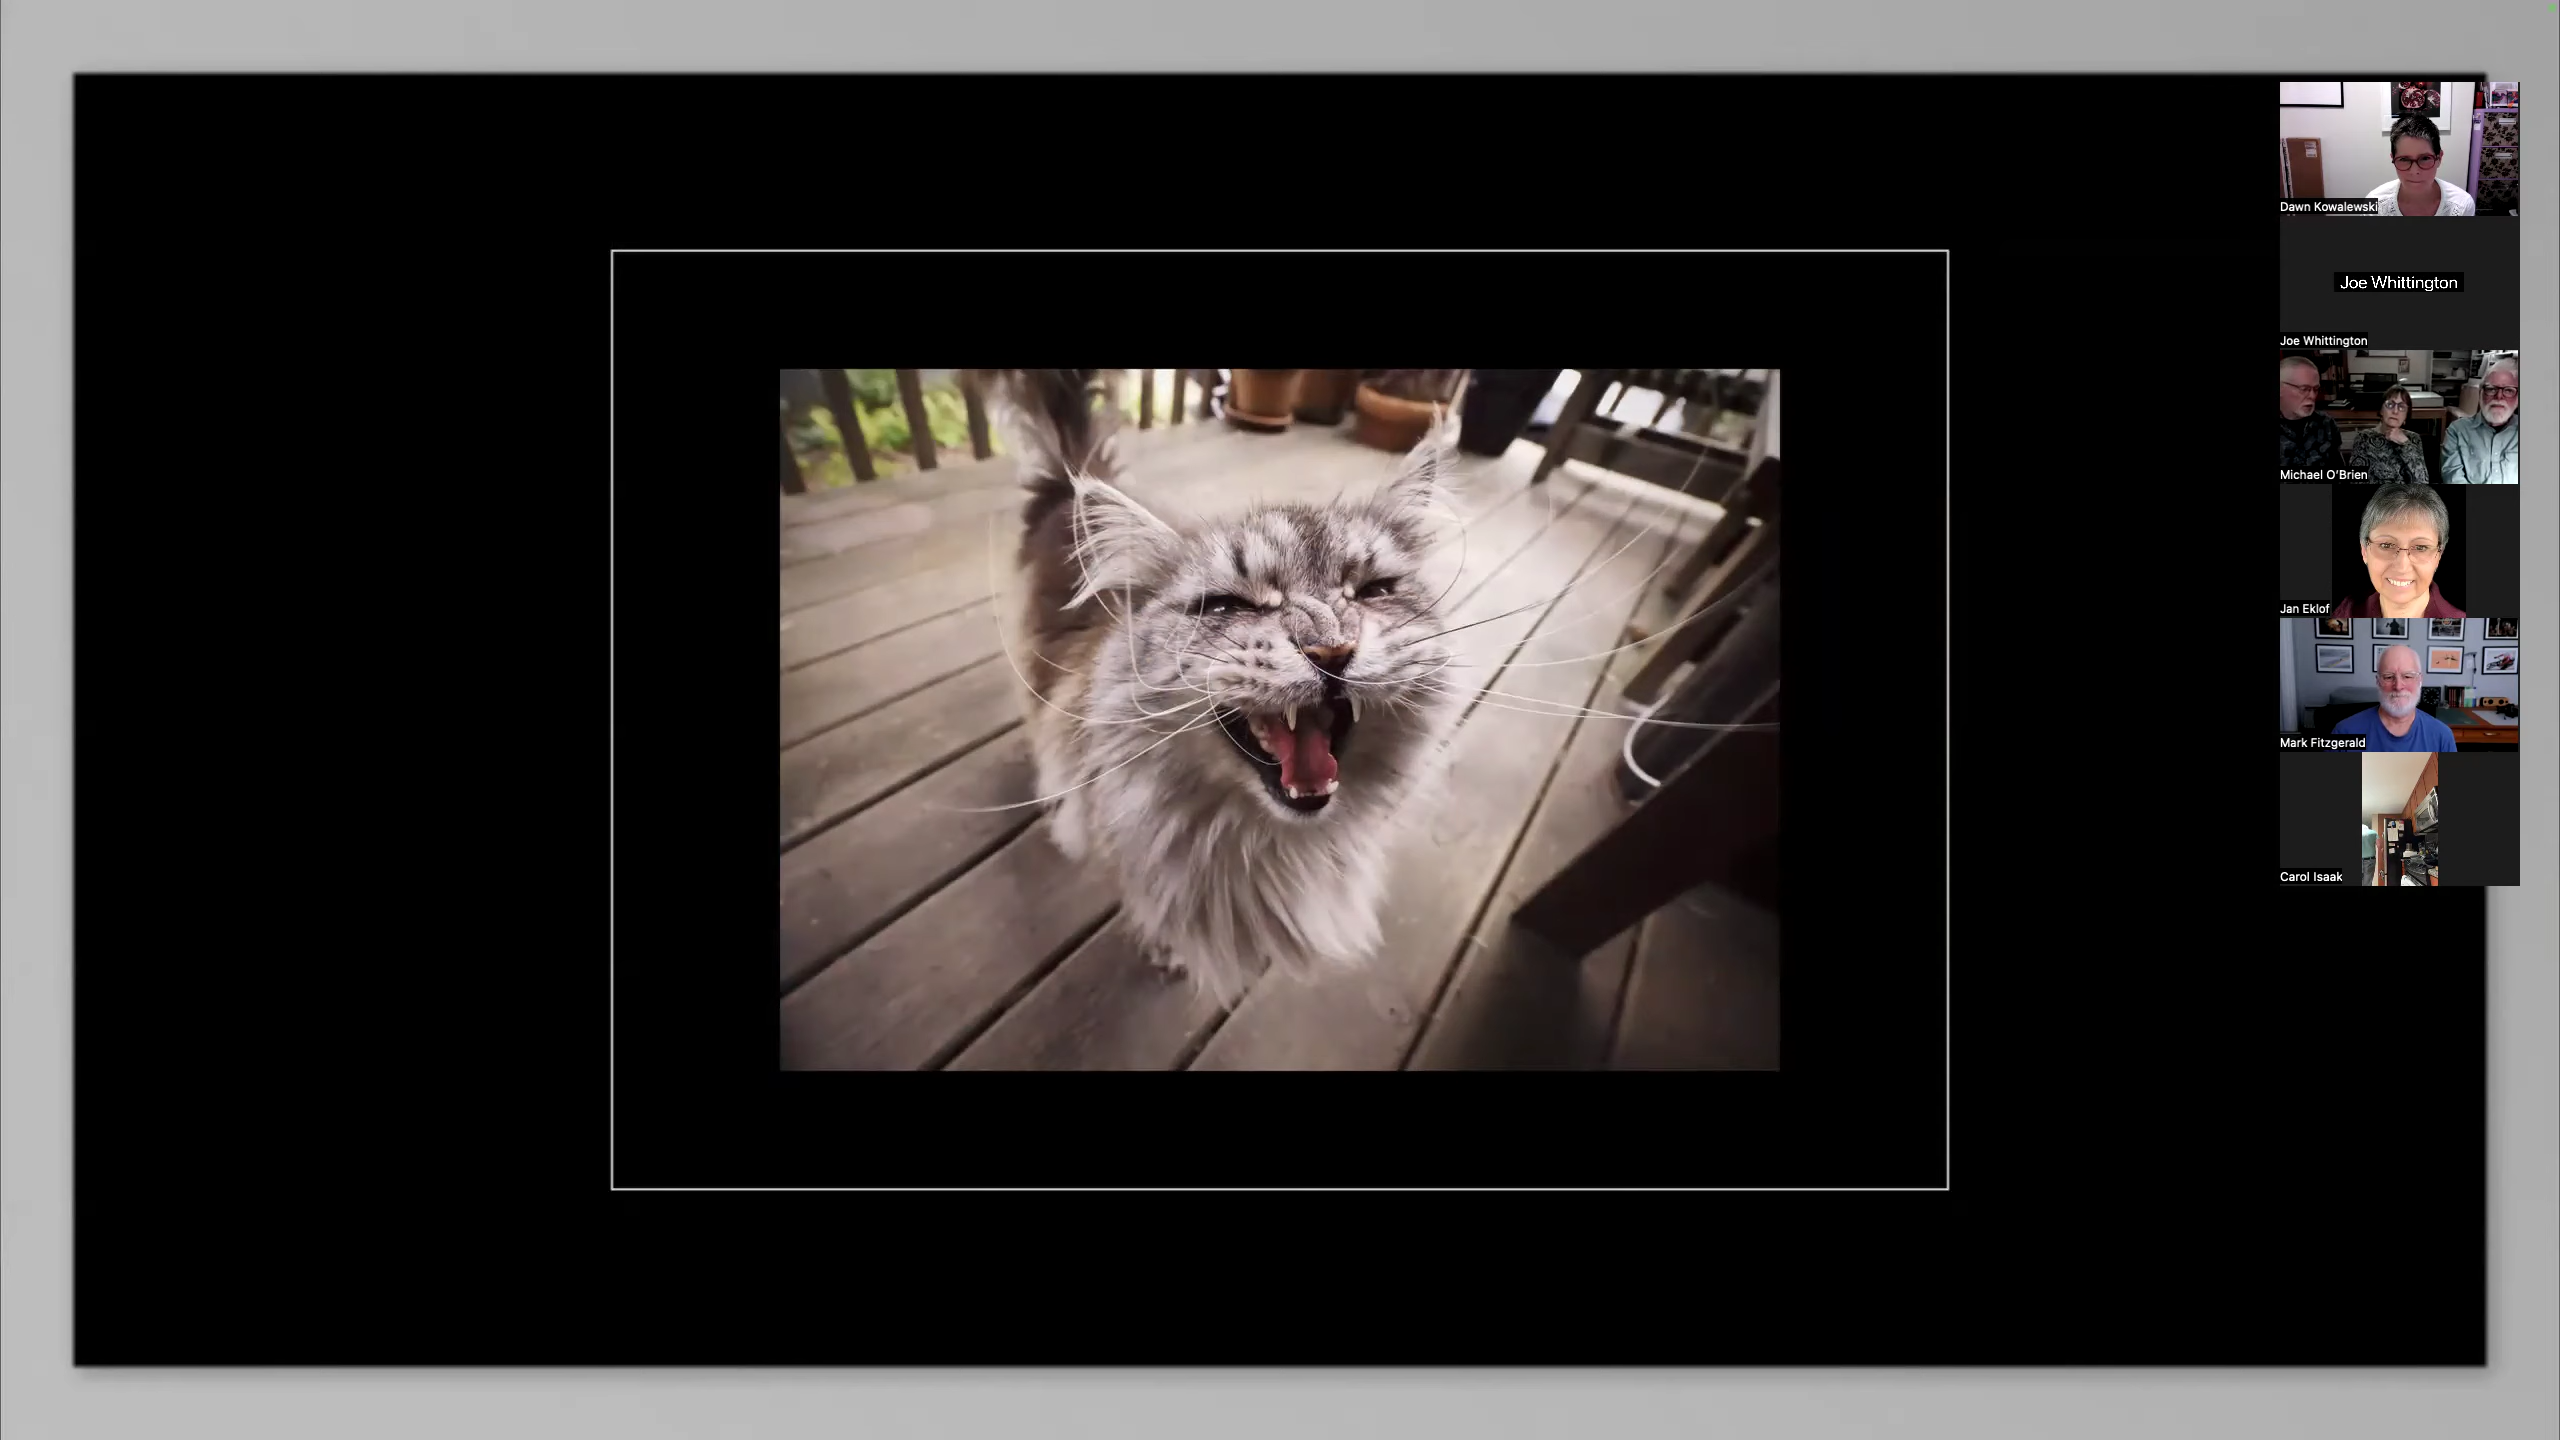 Dawn Kowalewski
Joe Whittington
Joe Whittington
Michael O'Brien
Jan Eklof
Mark Fitzgerald
Carol Isaak